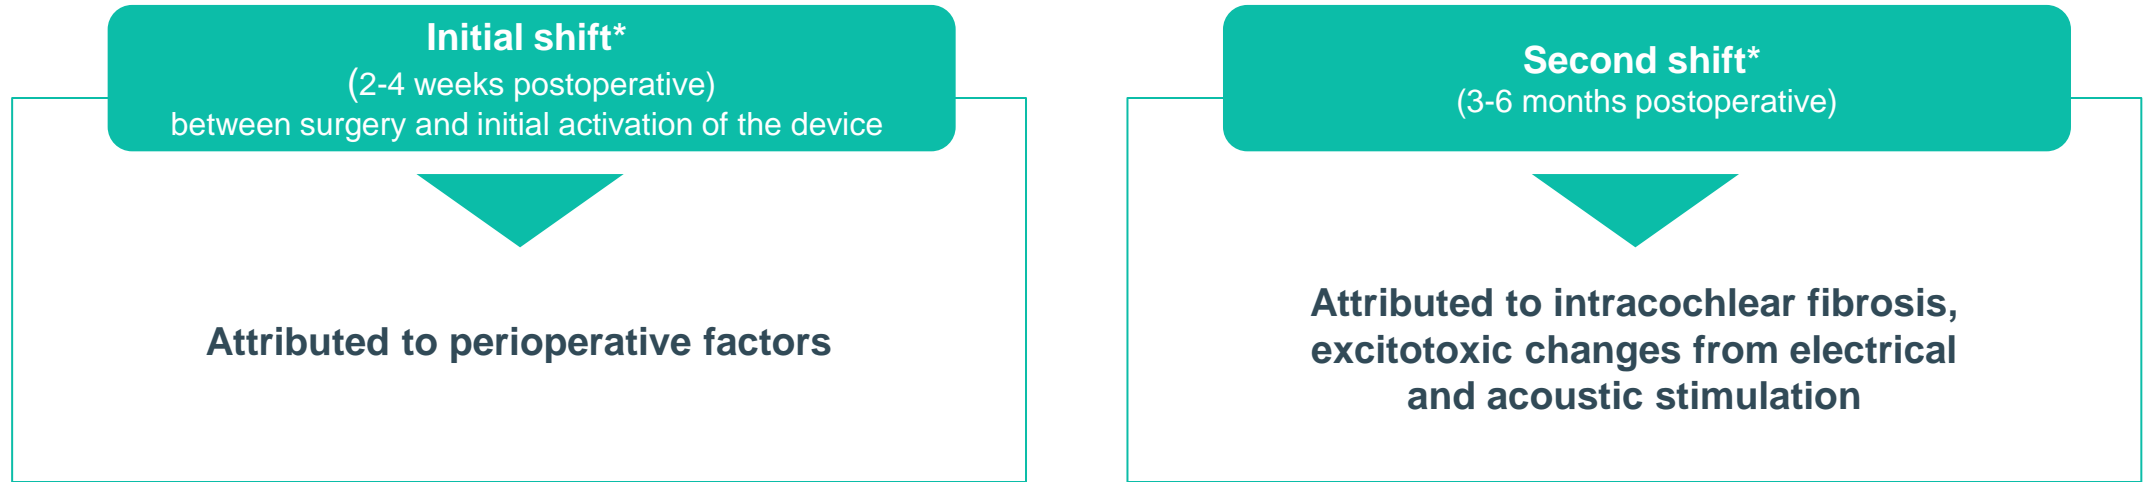 Initial shift*
(2-4 weeks postoperative)
between surgery and initial activation of the device
Attributed to perioperative factors
Second shift*
(3-6 months postoperative)
Attributed to intracochlear fibrosis,
excitotoxic changes from electrical
and acoustic stimulation